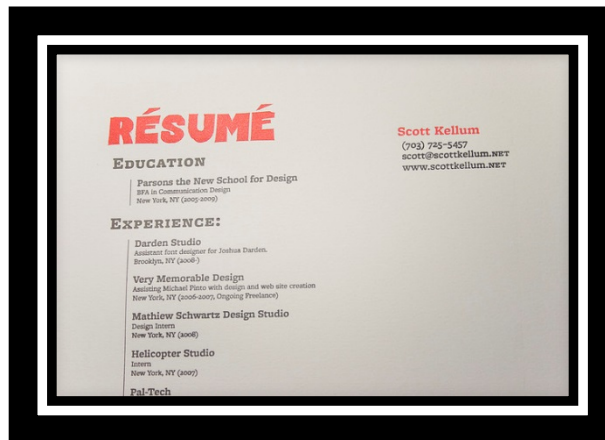 RÉSUMÉ
EDUCATION
Parsons the New School for Design
BFA in Communication Design
New York, NY (2005-2009)
EXPERIENCE:
Darden Studio
Assistant font designer for Joshua Darden.
Brooklyn, NY (2008-)
Very Memorable Design
Assisting Michael Pinto with design and web site creation
New York, NY (2006-2007, Ongoing Freelance)
Mathiew Schwartz Design Studio
Design Intern
New York, NY (2008)
Helicopter Studio
Intern
New York, NY (2007)
Pal-Tech
Scott Kellum
(703) 725-5457
scott@scottkellum.NET
www.scottkellum.NET